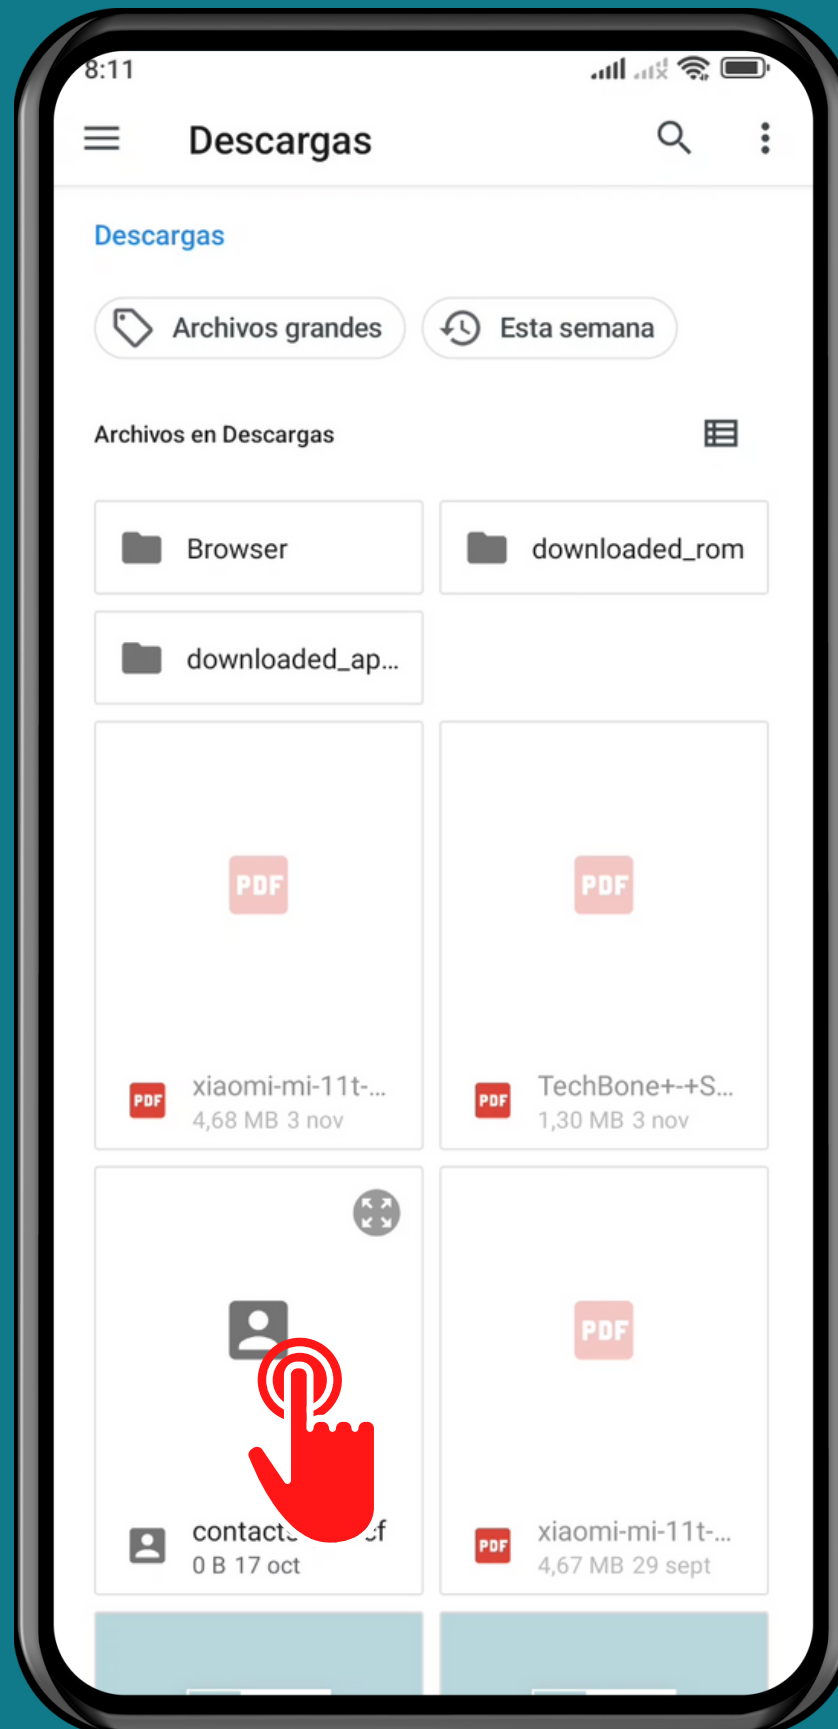 8:11
Descargas
Descargas
Archivos grandes
Esta semana
Archivos en Descargas
Browser
downloaded_rom
downloaded_ap...
PDF
PDF
PDF
xiaomi-mi-11t-...
4,68 MB 3 nov
PDF
TechBone+-+S...
1,30 MB 3 nov
PDF
0 B 17 oct
PDF
xiaomi-mi-11t-...
4,67 MB 29 sept